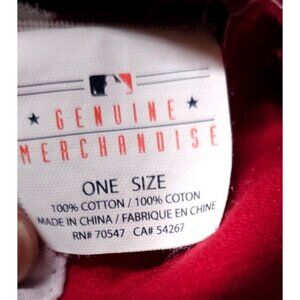 GENUINE
MERCHANDISE
ONE SIZE
100% COTTON / 100% COTON
MADE IN CHINA / FABRIQUE EN CHINE
RN# 70547 CA# 54267